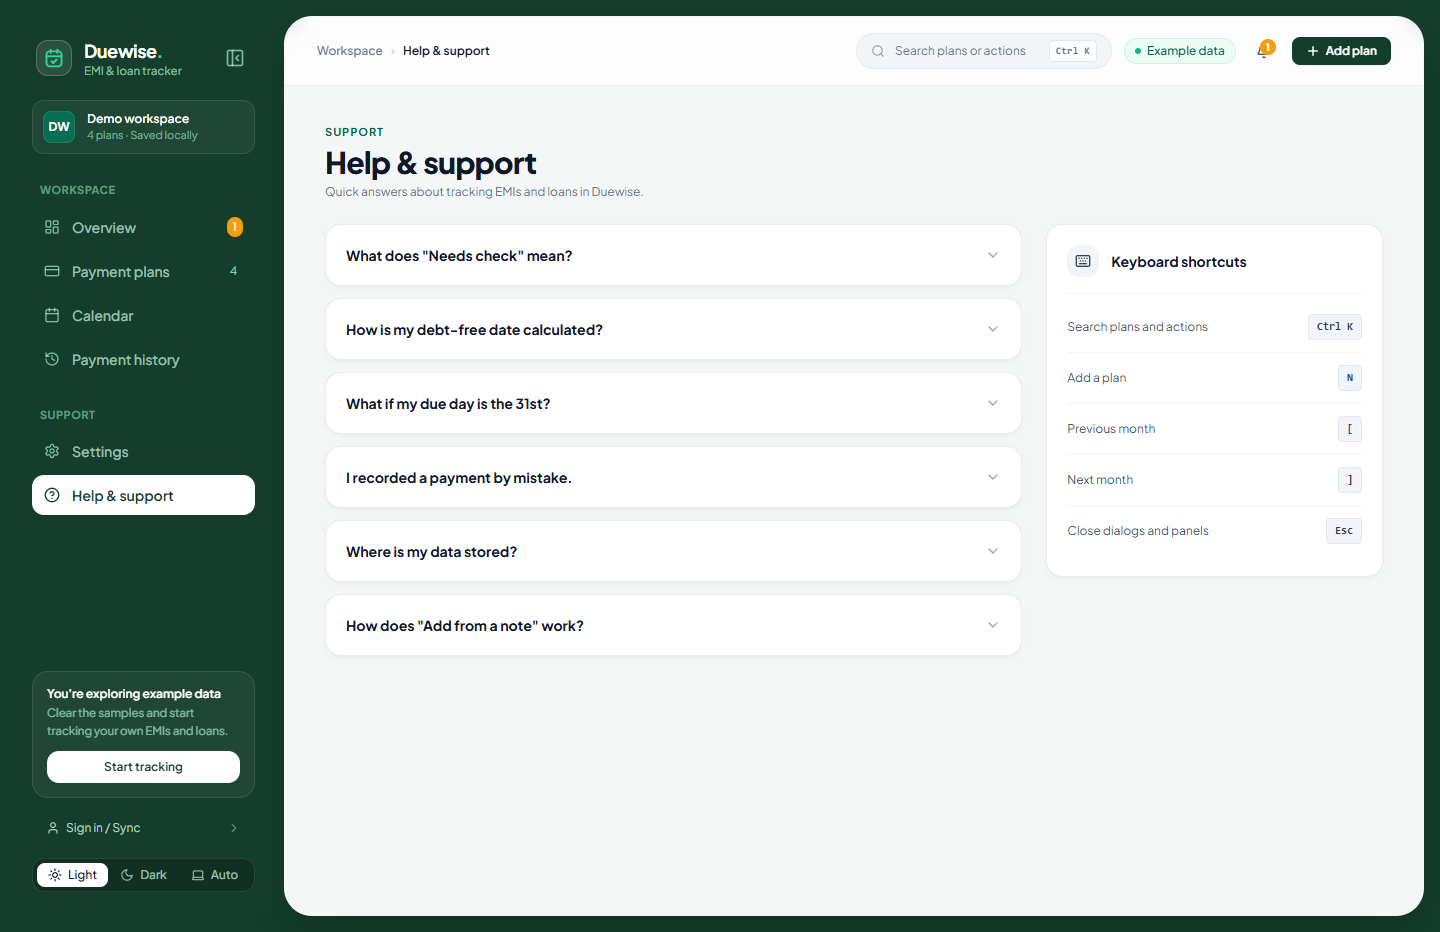 Duewise.
EMI & loan tracker
DW
Demo workspace
4 plans · Saved locally
WORKSPACE
Overview
1
Payment plans
4
Calendar
Payment history
SUPPORT
Settings
Help & support
You're exploring example data
Clear the samples and start
tracking your own EMIs and loans.
Start tracking
Sign in / Sync
Light
Dark
Auto
Workspace › Help & support
Search plans or actions
Ctrl K
Example data
1
+ Add plan
SUPPORT
Help & support
Quick answers about tracking EMIs and loans in Duewise.
What does "Needs check" mean?
How is my debt-free date calculated?
What if my due day is the 31st?
I recorded a payment by mistake.
Where is my data stored?
How does "Add from a note" work?
Keyboard shortcuts
Search plans and actions
Ctrl K
Add a plan
N
Previous month
[
Next month
]
Close dialogs and panels
Esc